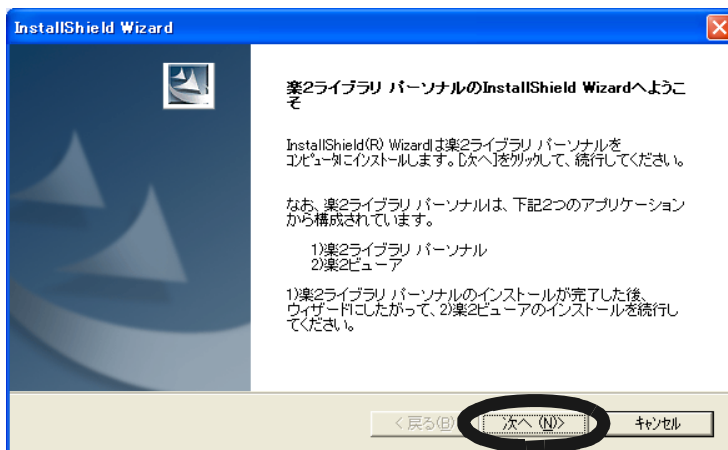 InstallShield Wizard
楽2ライブラリ パーソナルのInstallShield Wizardへようこ
そ
InstallShield(R) Wizardは楽2ライブラリ パーソナルを
コンピュータにインストールします。[次へ]をクリックして、続行してください。
なお、楽2ライブラリ パーソナルは、下記2つのアプリケーション
から構成されています。
1)楽2ライブラリ パーソナル
2)楽2ビューア
1)楽2ライブラリ パーソナルのインストールが完了した後、
ウィザードにしたがって、2)楽2ビューアのインストールを続行し
てください。
< 戻る(B)
次へ (N)>
キャンセル